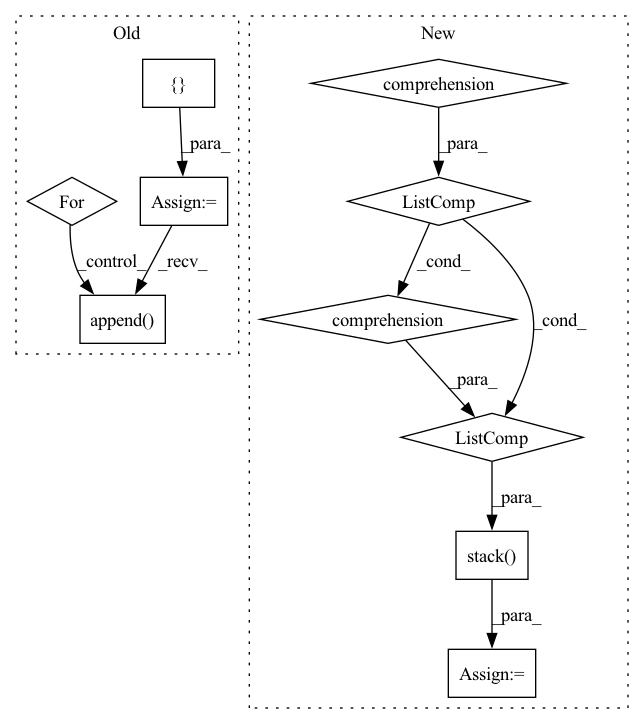 Old
New
{}
comprehension
_para_
_para_
For
Assign:=
ListComp
_control_
_recv_
_cond_
append()
comprehension
_cond_
_para_
ListComp
_para_
stack()
_para_
Assign:=